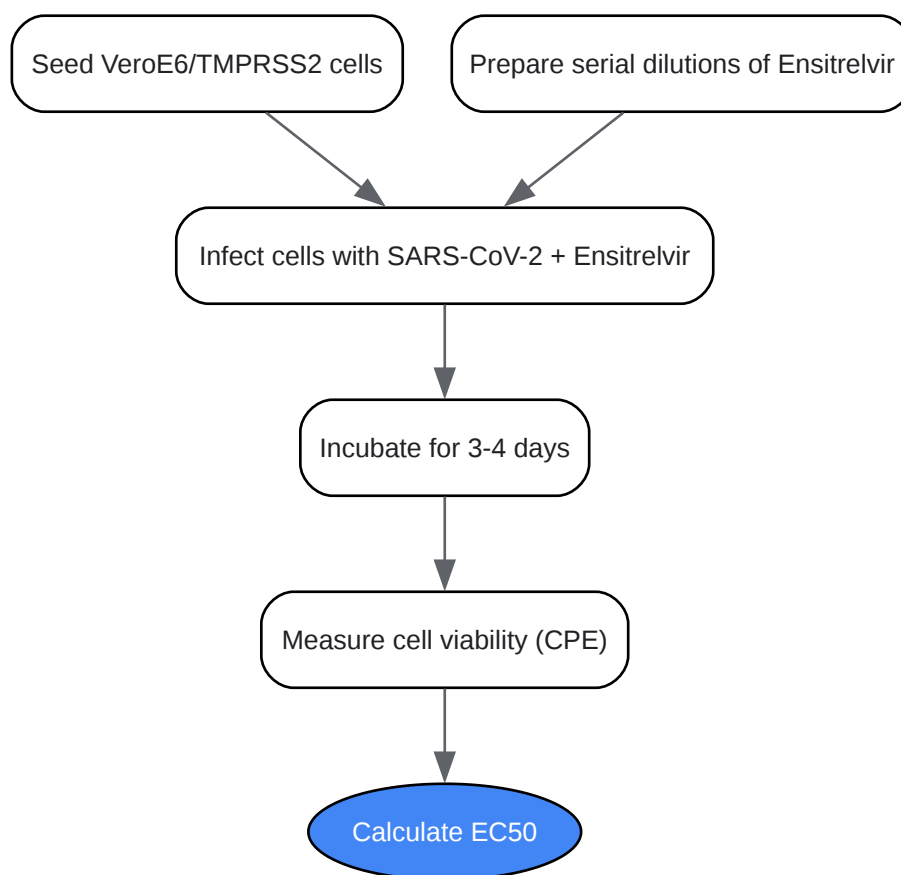 Seed VeroE6/TMPRSS2 cells
Prepare serial dilutions of Ensitrelvir
Infect cells with SARS-CoV-2 + Ensitrelvir
Incubate for 3-4 days
Measure cell viability (CPE)
Calculate EC50